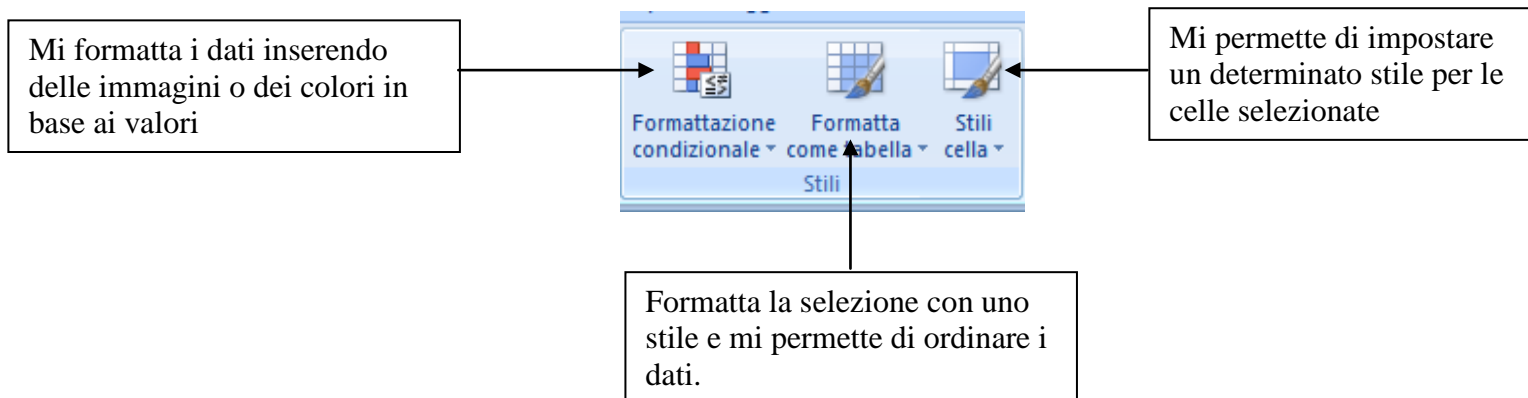 Mi formatta i dati inserendo
delle immagini o dei colori in
base ai valori
Formattazione
condizionale
Formatta
come tabella
Stili
cella
Stili
Mi permette di impostare
un determinato stile per le
celle selezionate
Formatta la selezione con uno
stile e mi permette di ordinare i
dati.